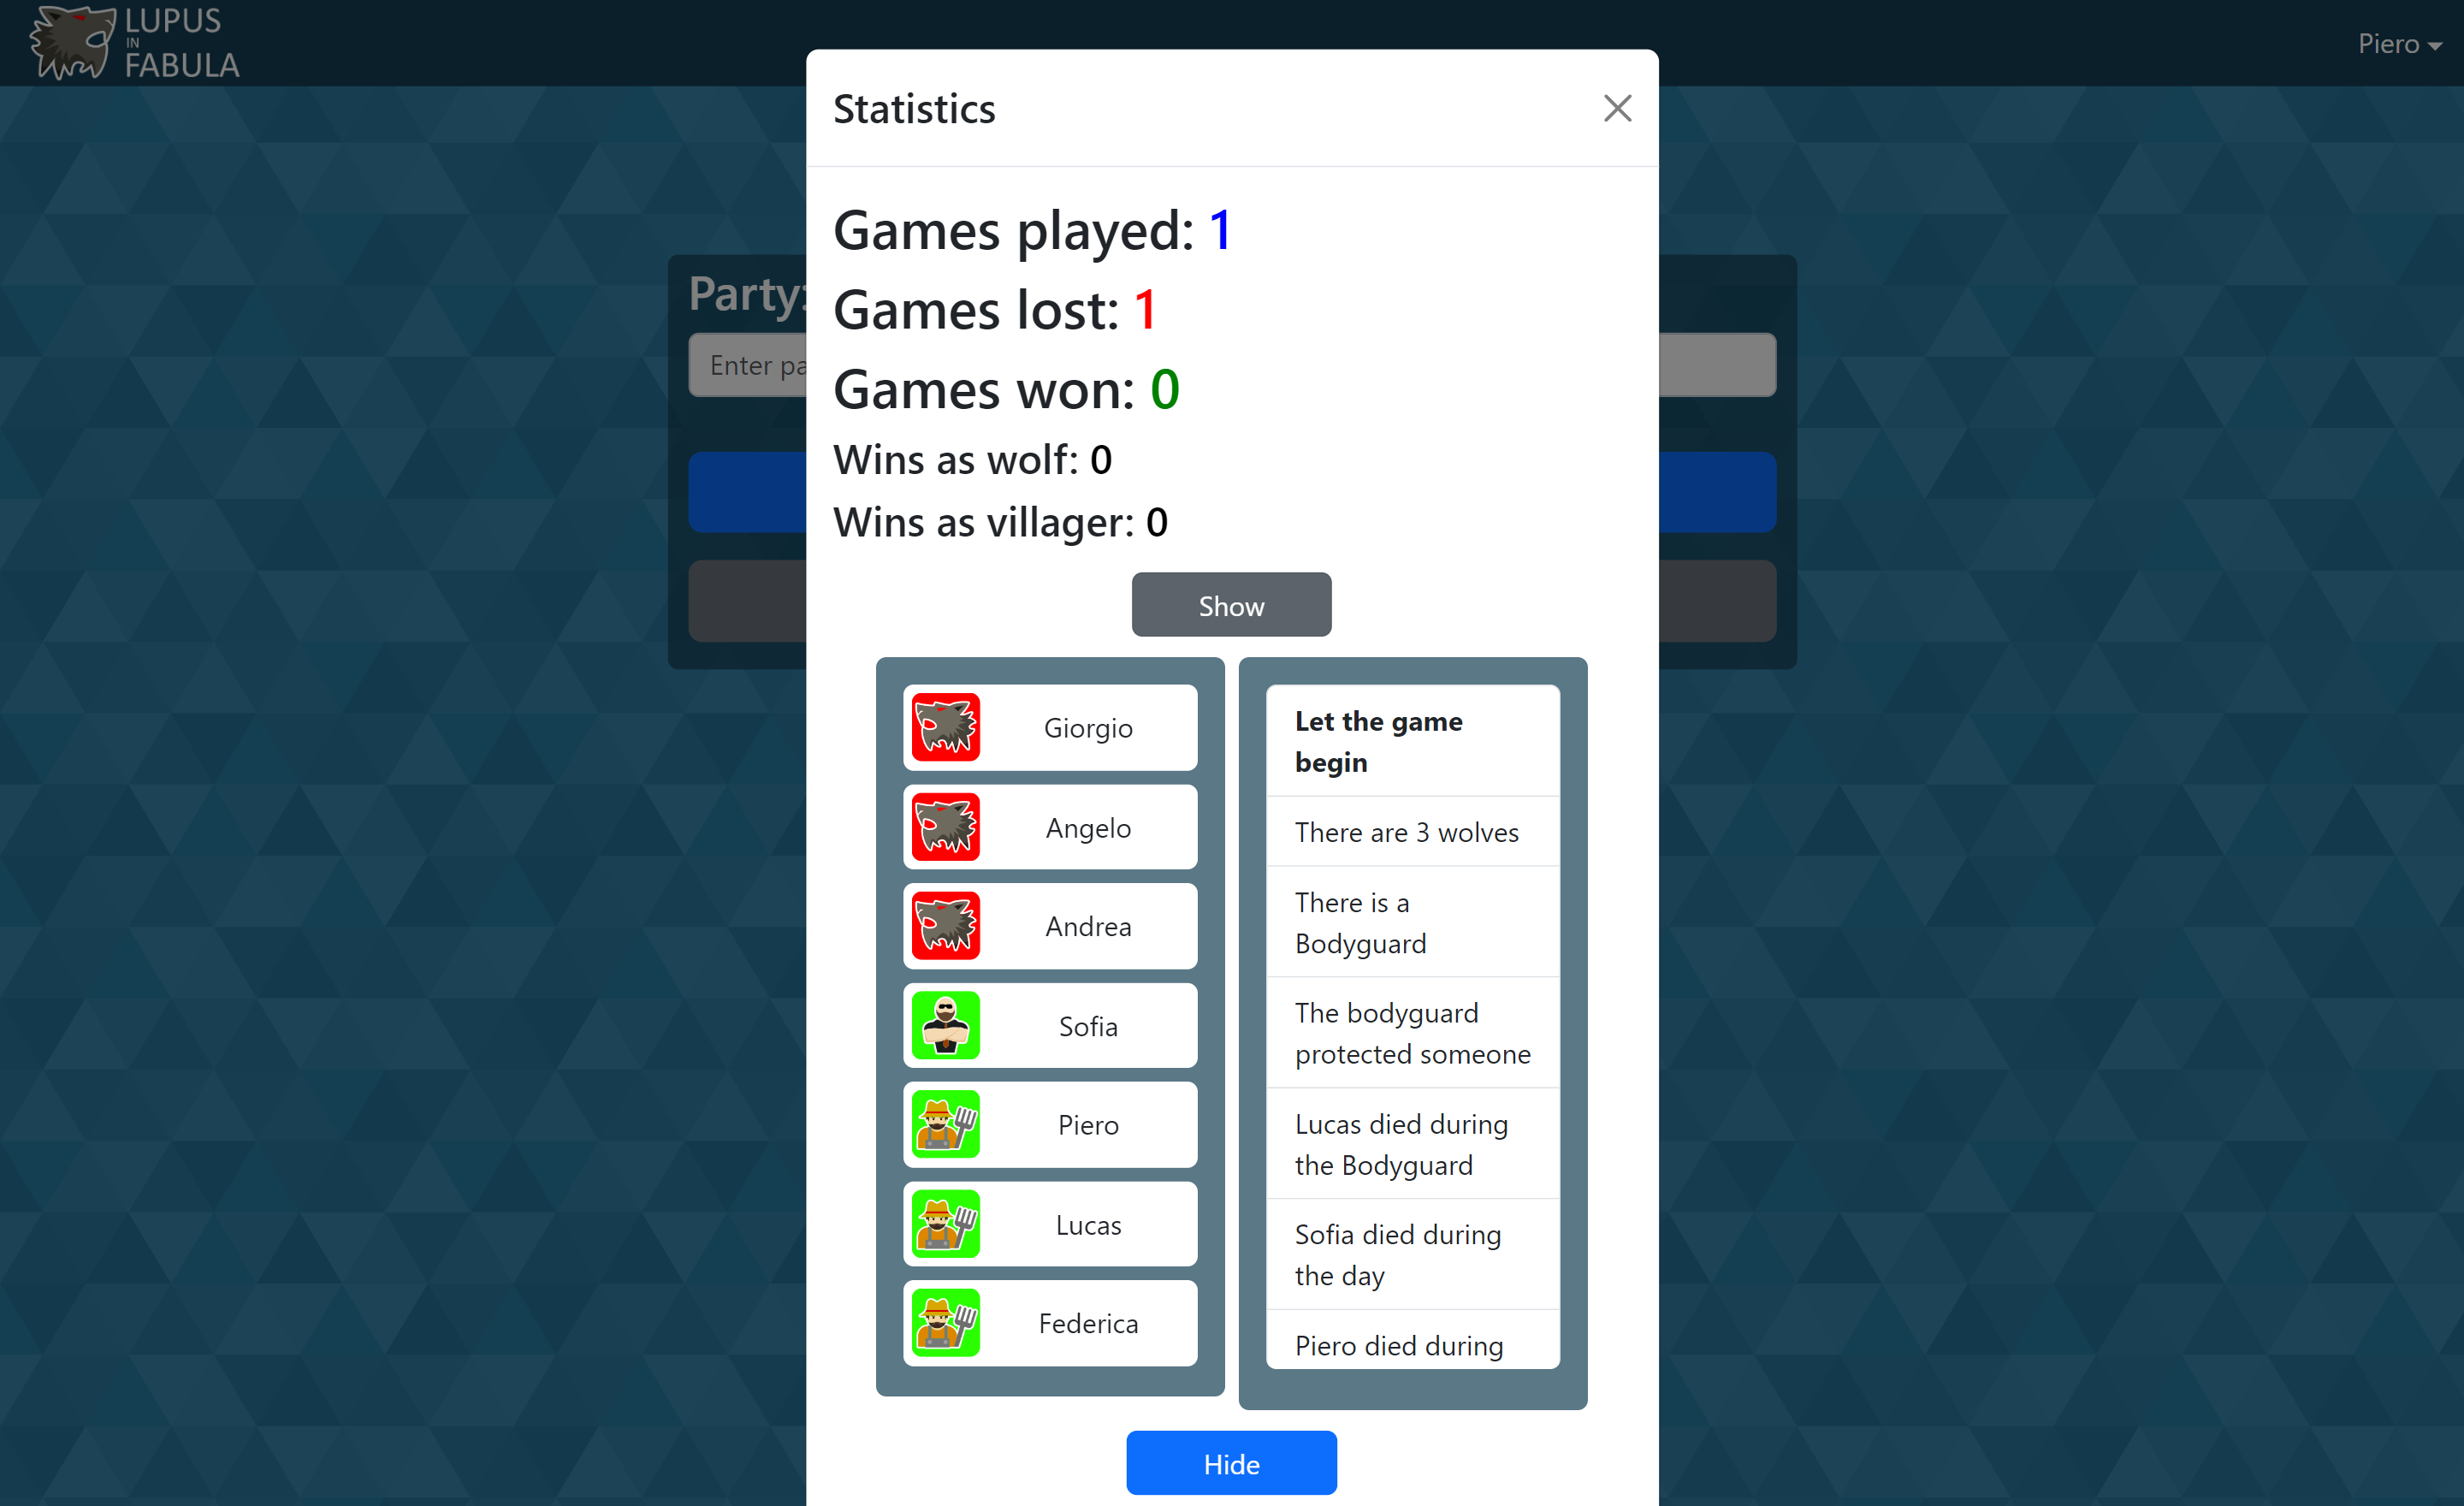 LUPUS
IN
FABULA
Piero
Statistics
Party:
Enter pa
Games played: 1
Games lost: 1
Games won: 0
Wins as wolf: 0
Wins as villager: 0
Show
Giorgio
Angelo
Andrea
Sofia
Piero
Lucas
Federica
Let the game
begin
There are 3 wolves
There is a
Bodyguard
The bodyguard
protected someone
Lucas died during
the Bodyguard
Sofia died during
the day
Piero died during
Hide